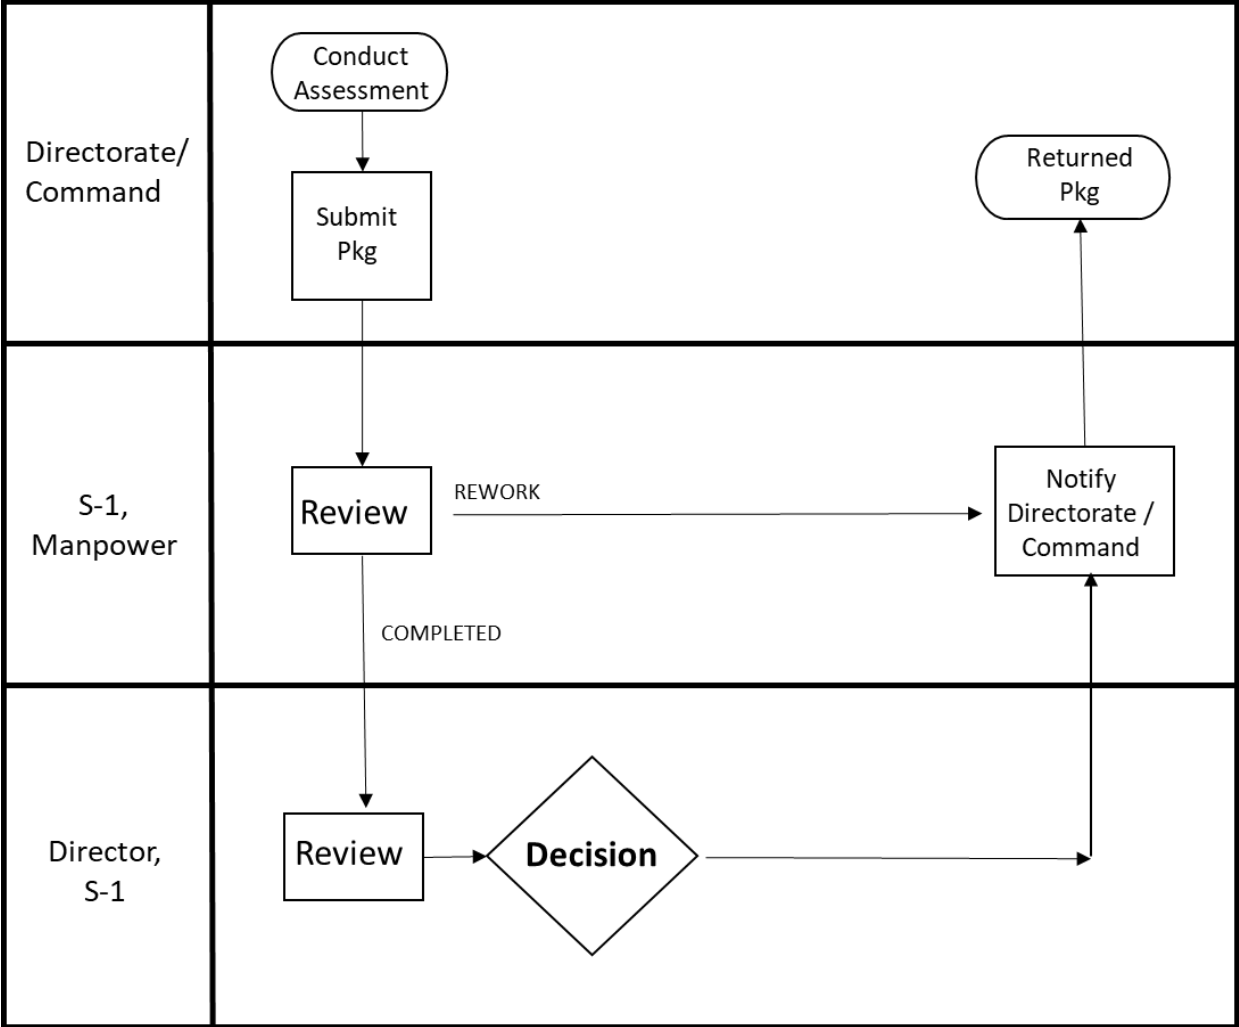 Directorate/
Command
Conduct
Assessment
Submit
Pkg
Returned
Pkg
S-1,
Manpower
Review
REWORK
COMPLETED
Notify
Directorate /
Command
Director,
S-1
Review
Decision